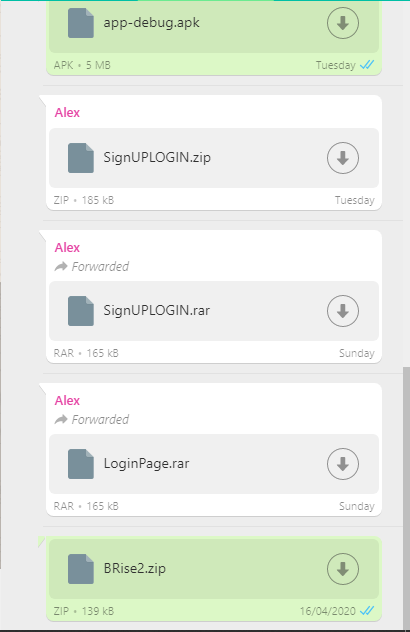 app-debug.apk
APK • 5 MB Tuesday
Alex
SignUPLOGIN.zip
ZIP • 185 kB Tuesday
Alex
Forwarded
SignUPLOGIN.rar
RAR • 165 kB Sunday
Alex
Forwarded
LoginPage.rar
RAR • 165 kB Sunday
BRise2.zip
ZIP • 139 kB 16/04/2020